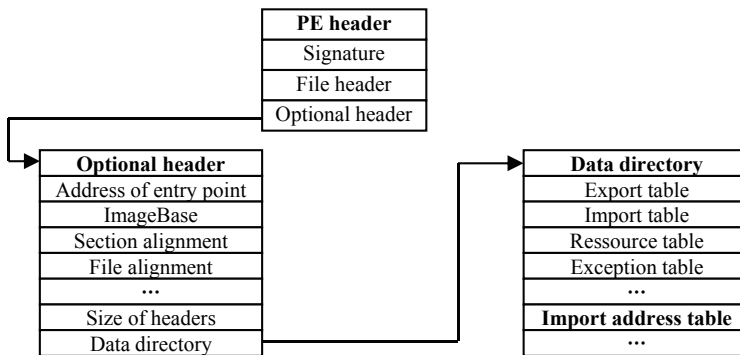 PE header
Signature
File header
Optional header
Optional header
Address of entry point
ImageBase
Section alignment
File alignment
...
Size of headers
Data directory
Data directory
Export table
Import table
Ressource table
Exception table
...
Import address table
...